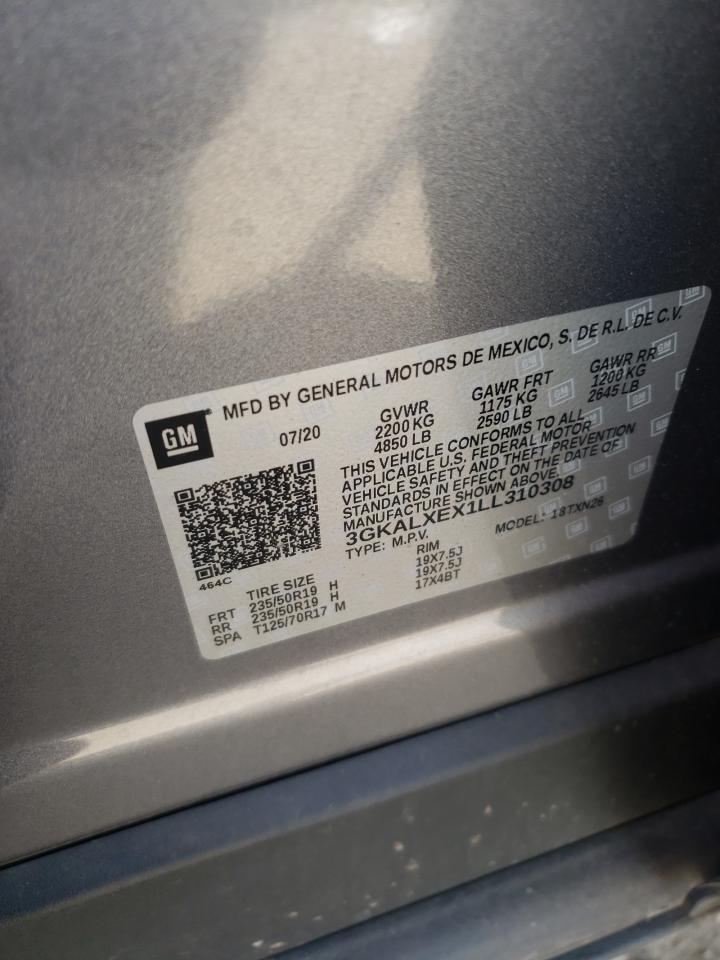 MFD BY GENERAL MOTORS DE MEXICO, S. DE R.L. DE C.V.
GM
07/20
GVWR GAWR FRT GAWR RR
2200 KG 1175 KG 1200 KG
4850 LB 2590 LB 2645 LB
THIS VEHICLE CONFORMS TO ALL
APPLICABLE U.S. FEDERAL MOTOR
VEHICLE SAFETY AND THEFT PREVENTION
STANDARDS IN EFFECT ON THE DATE OF
MANUFACTURE SHOWN ABOVE.
3GKALXEX1LL310308
TYPE: M.P.V. MODEL: 1STXN26
464C
TIRE SIZE RIM
FRT 235/50R19 H 19X7.5J
RR 235/50R19 H 19X7.5J
SPA T125/70R17 M 17X4BT